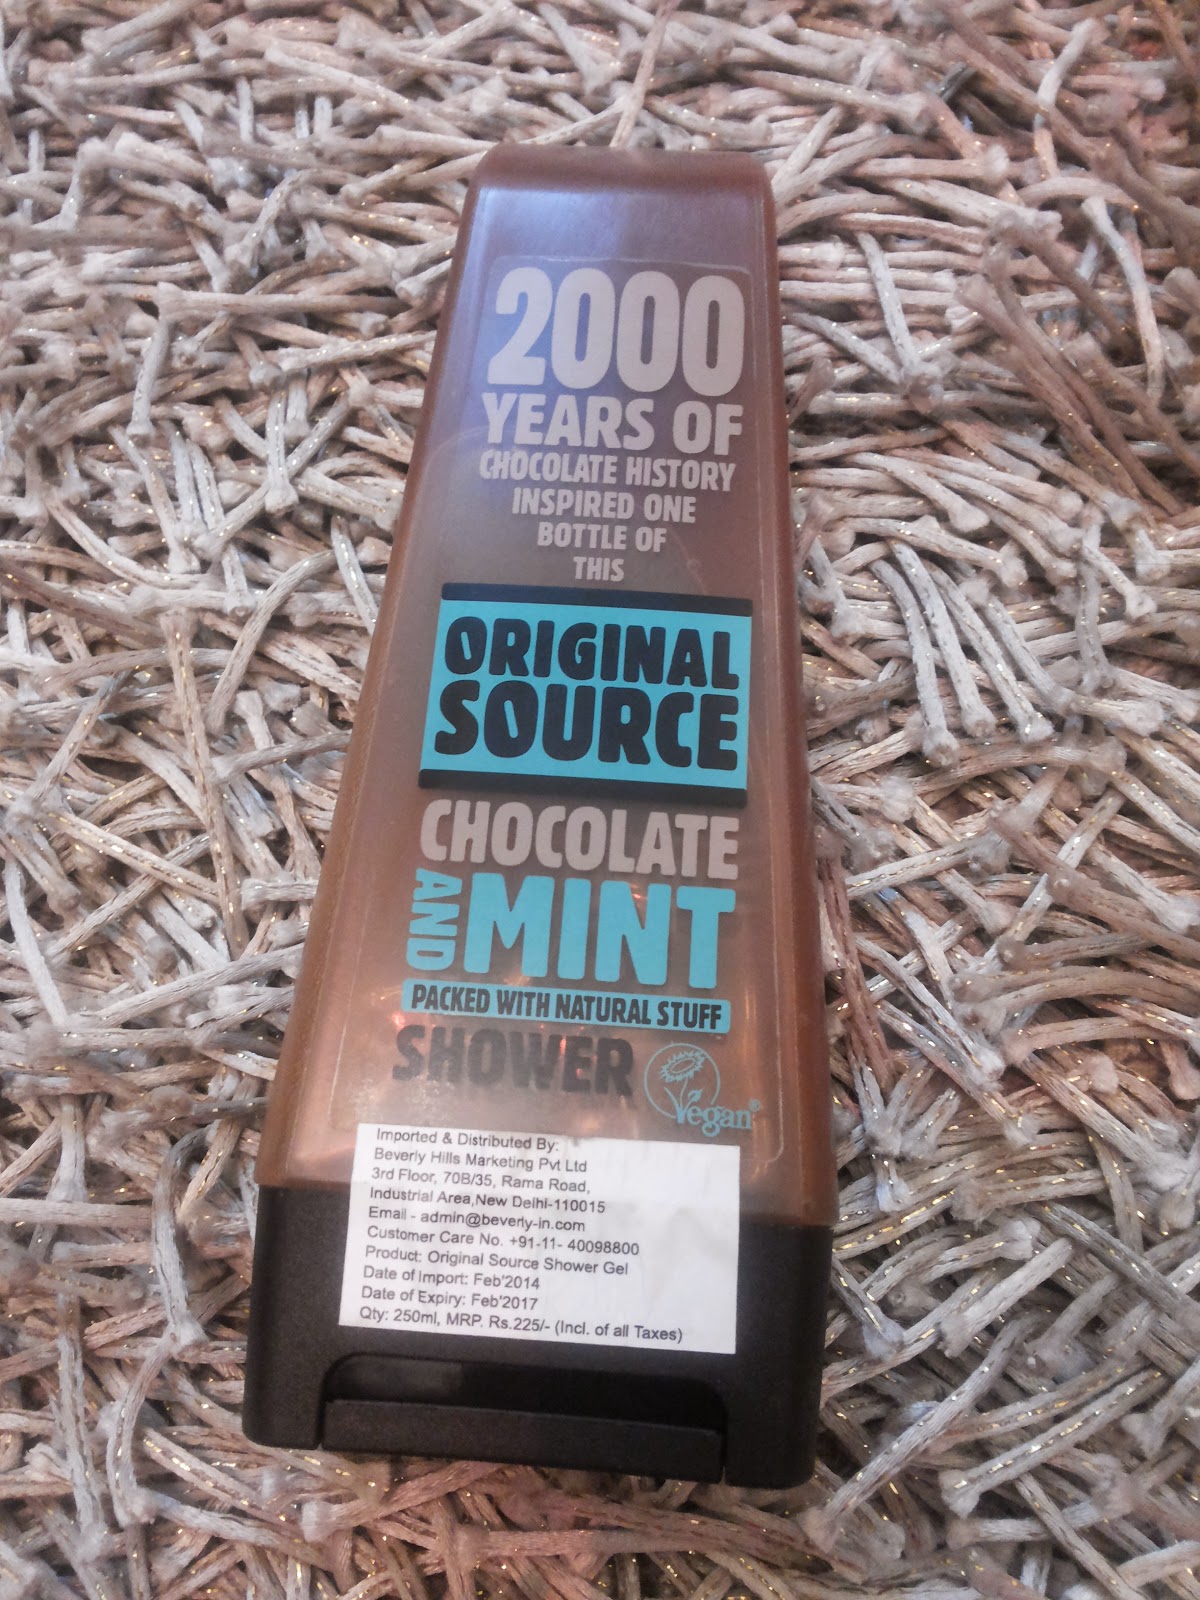 2000
YEARS OF
CHOCOLATE HISTORY
INSPIRED ONE
BOTTLE OF
THIS
ORIGINAL
SOURCE
CHOCOLATE
AND MINT
PACKED WITH NATURAL STUFF
SHOWER
Vegan®
Imported & Distributed By:
Beverly Hills Marketing Pvt Ltd
3rd Floor, 70B/35, Rama Road,
Industrial Area,New Delhi-110015
Email - admin@beverly-in.com
Customer Care No. +91-11- 40098800
Product: Original Source Shower Gel
Date of Import: Feb'2014
Date of Expiry: Feb'2017
Qty: 250ml, MRP. Rs.225/- (Incl. of all Taxes)